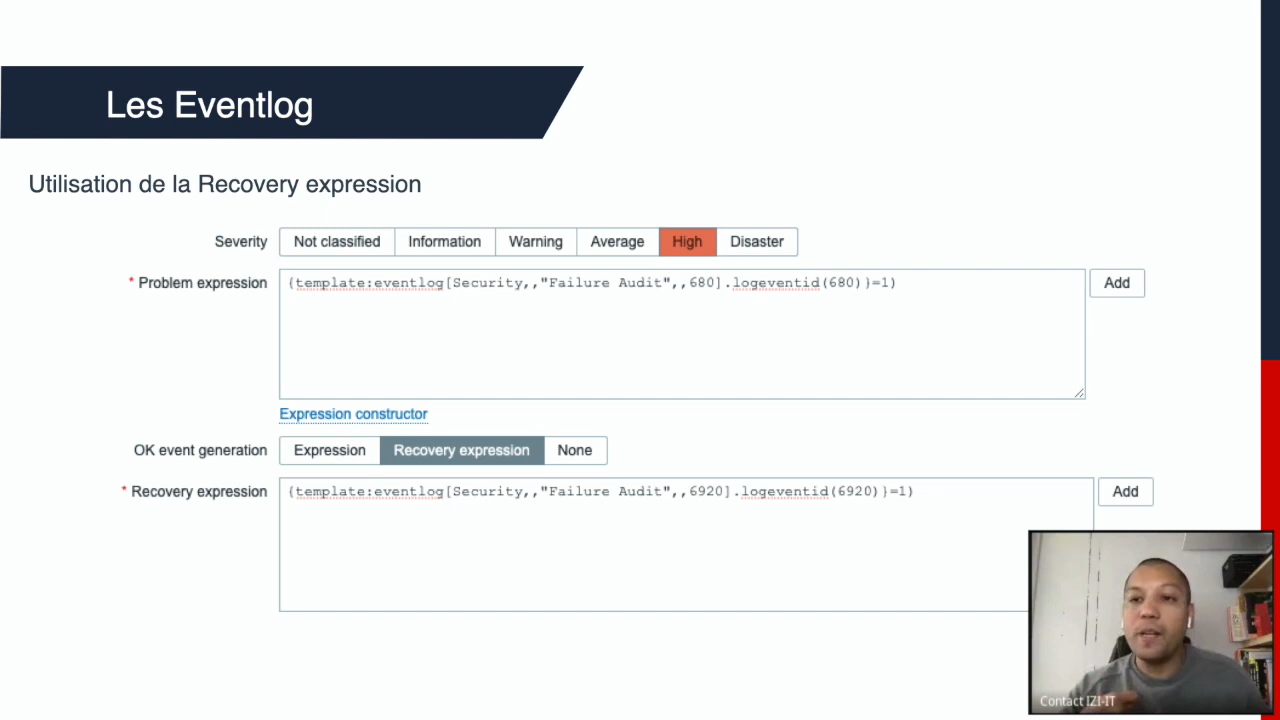 Les Eventlog
Utilisation de la Recovery expression
Severity Not classified Information Warning Average High Disaster
* Problem expression {template:eventlog[Security,,"Failure Audit",,680].logeventid(680)}=1) Add
Expression constructor
OK event generation Expression Recovery expression None
* Recovery expression {template:eventlog[Security,,"Failure Audit",,6920].logeventid(6920)}=1) Add
Contact IZI-IT